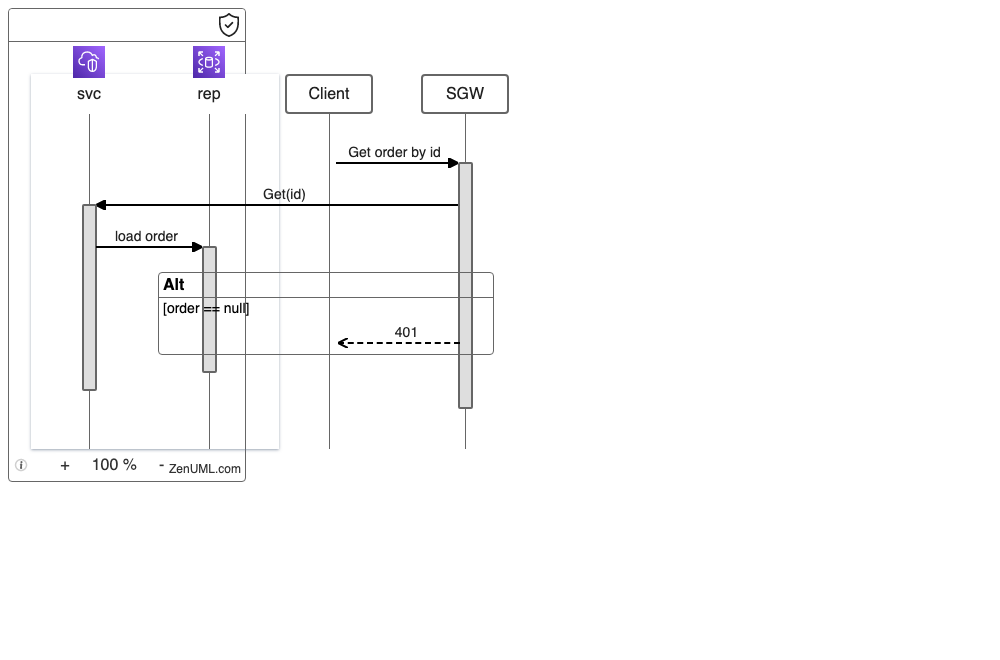 svc
rep
Client
SGW
Get order by id
Get(id)
load order
Alt
[order == null]
401
+ 100 % -
ZenUML.com